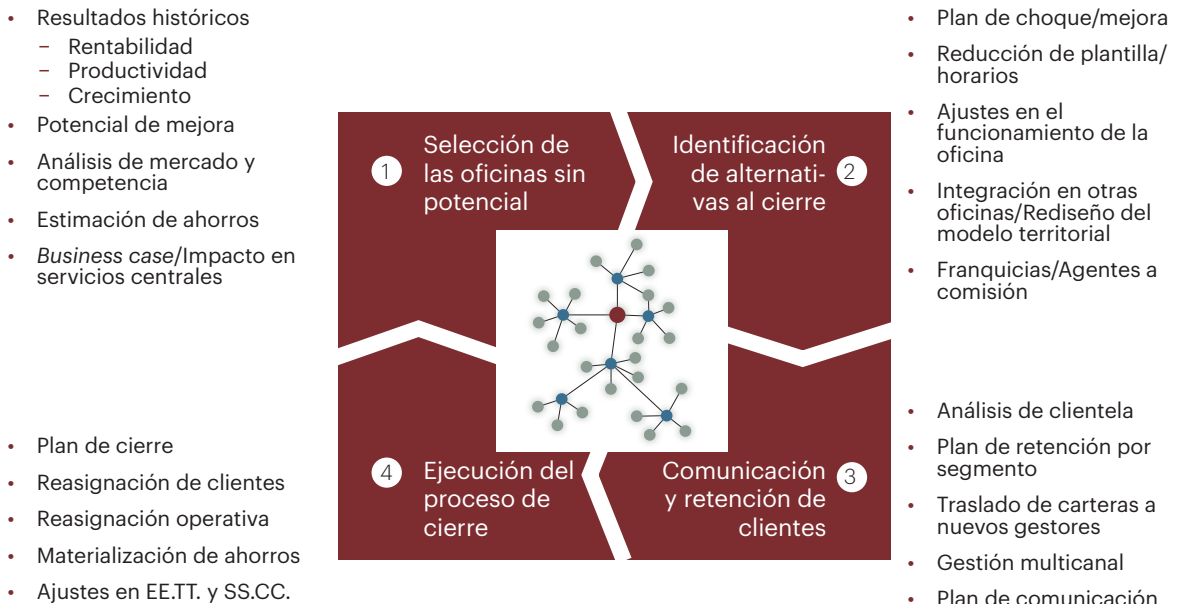 • Resultados históricos
– Rentabilidad
– Productividad
– Crecimiento
• Potencial de mejora
• Análisis de mercado y
competencia
• Estimación de ahorros
• Business case/Impacto en
servicios centrales
1
Selección de
las oficinas sin
potencial
Identificación
de alternati-
vas al cierre
2
• Plan de choque/mejora
• Reducción de plantilla/
horarios
• Ajustes en el
funcionamiento de la
oficina
• Integración en otras
oficinas/Rediseño del
modelo territorial
• Franquicias/Agentes a
comisión
Comunicación
y retención de
clientes
3
• Análisis de clientela
• Plan de retención por
segmento
• Traslado de carteras a
nuevos gestores
• Gestión multicanal
• Plan de comunicación
4
Ejecución del
proceso de
cierre
• Plan de cierre
• Reasignación de clientes
• Reasignación operativa
• Materialización de ahorros
• Ajustes en EE.TT. y SS.CC.